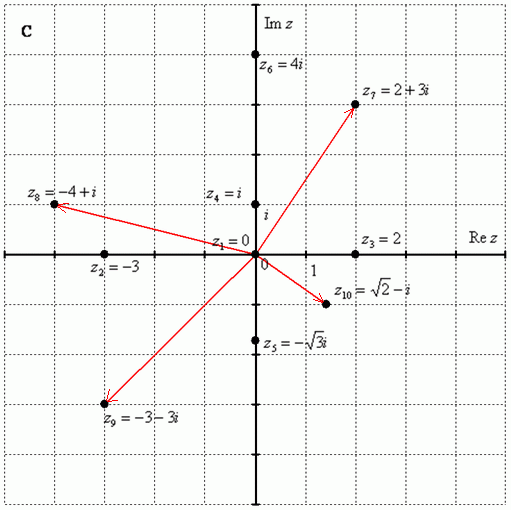 C
Im z
z₆ = 4i
z₇ = 2 + 3i
z₈ = −4 + i
z₄ = i
i
z₁ = 0
z₃ = 2
Re z
z₂ = −3
0
1
z₁₀ = √2 − i
z₅ = −√3i
z₉ = −3 − 3i